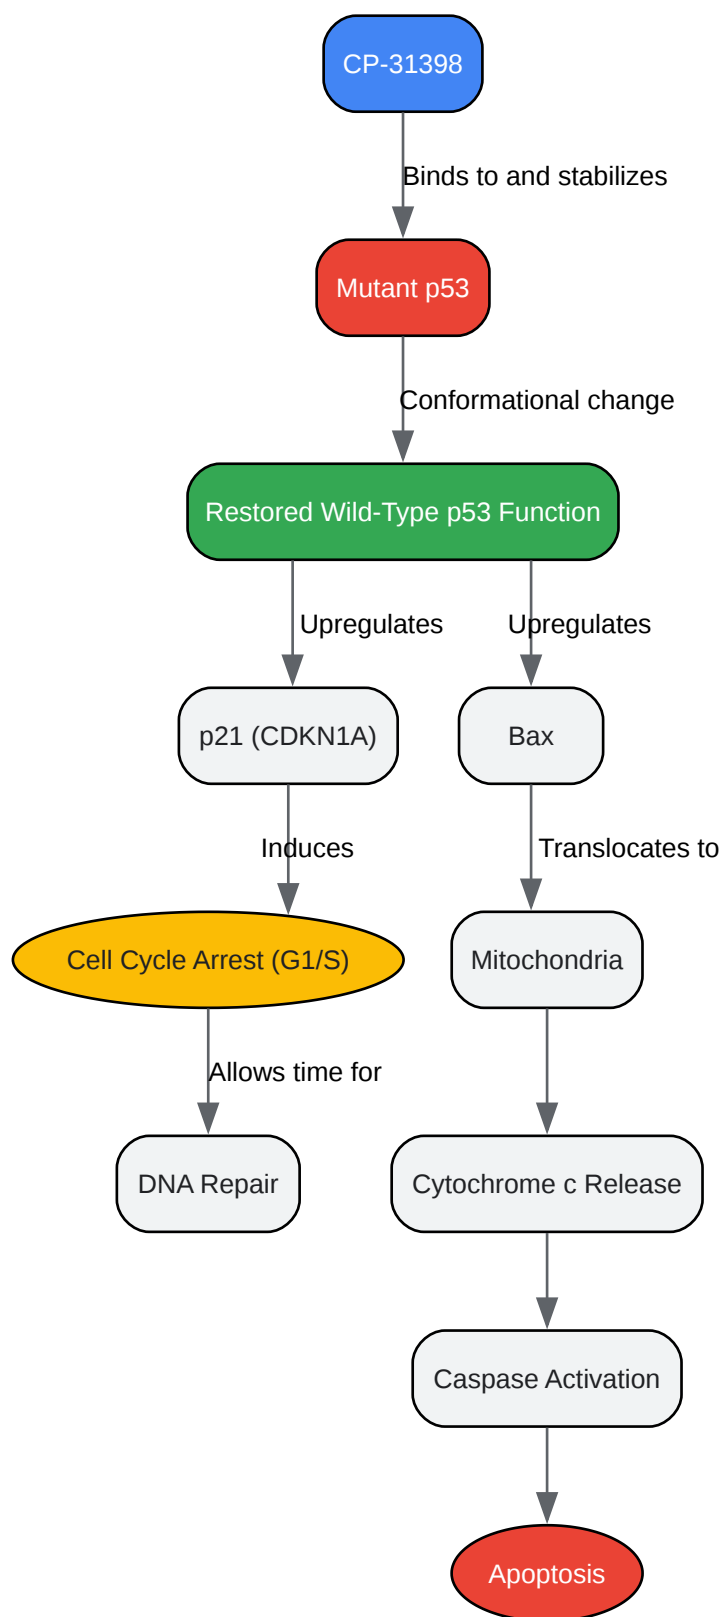 CP-31398
Binds to and stabilizes
Mutant p53
Conformational change
Restored Wild-Type p53 Function
Upregulates
Upregulates
p21 (CDKN1A)
Bax
Induces
Translocates to
Cell Cycle Arrest (G1/S)
Mitochondria
Allows time for
DNA Repair
Cytochrome c Release
Caspase Activation
Apoptosis